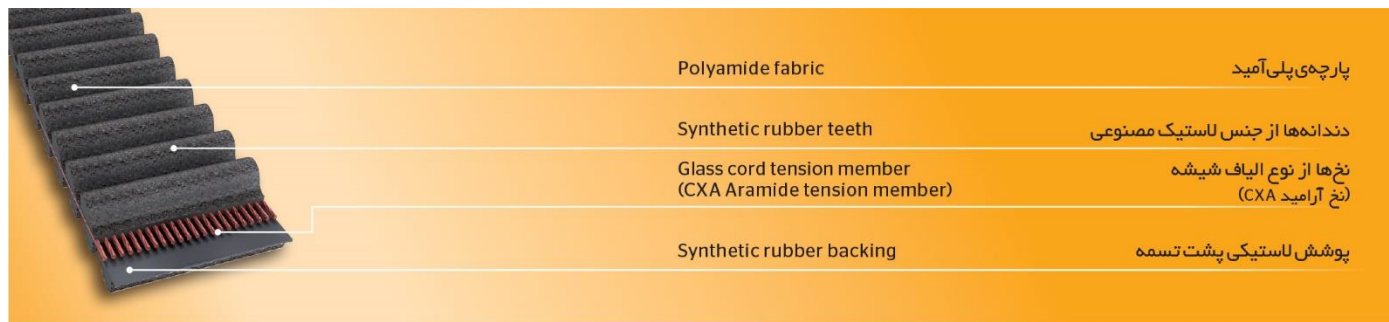 Polyamide fabric
پارچه‌ی پلی‌آمید
Synthetic rubber teeth
دندانه‌ها از جنس لاستیک مصنوعی
Glass cord tension member
(CXA Aramide tension member)
نخ‌ها از نوع الیاف شیشه
(نخ آرامید CXA)
Synthetic rubber backing
پوشش لاستیکی پشت تسمه